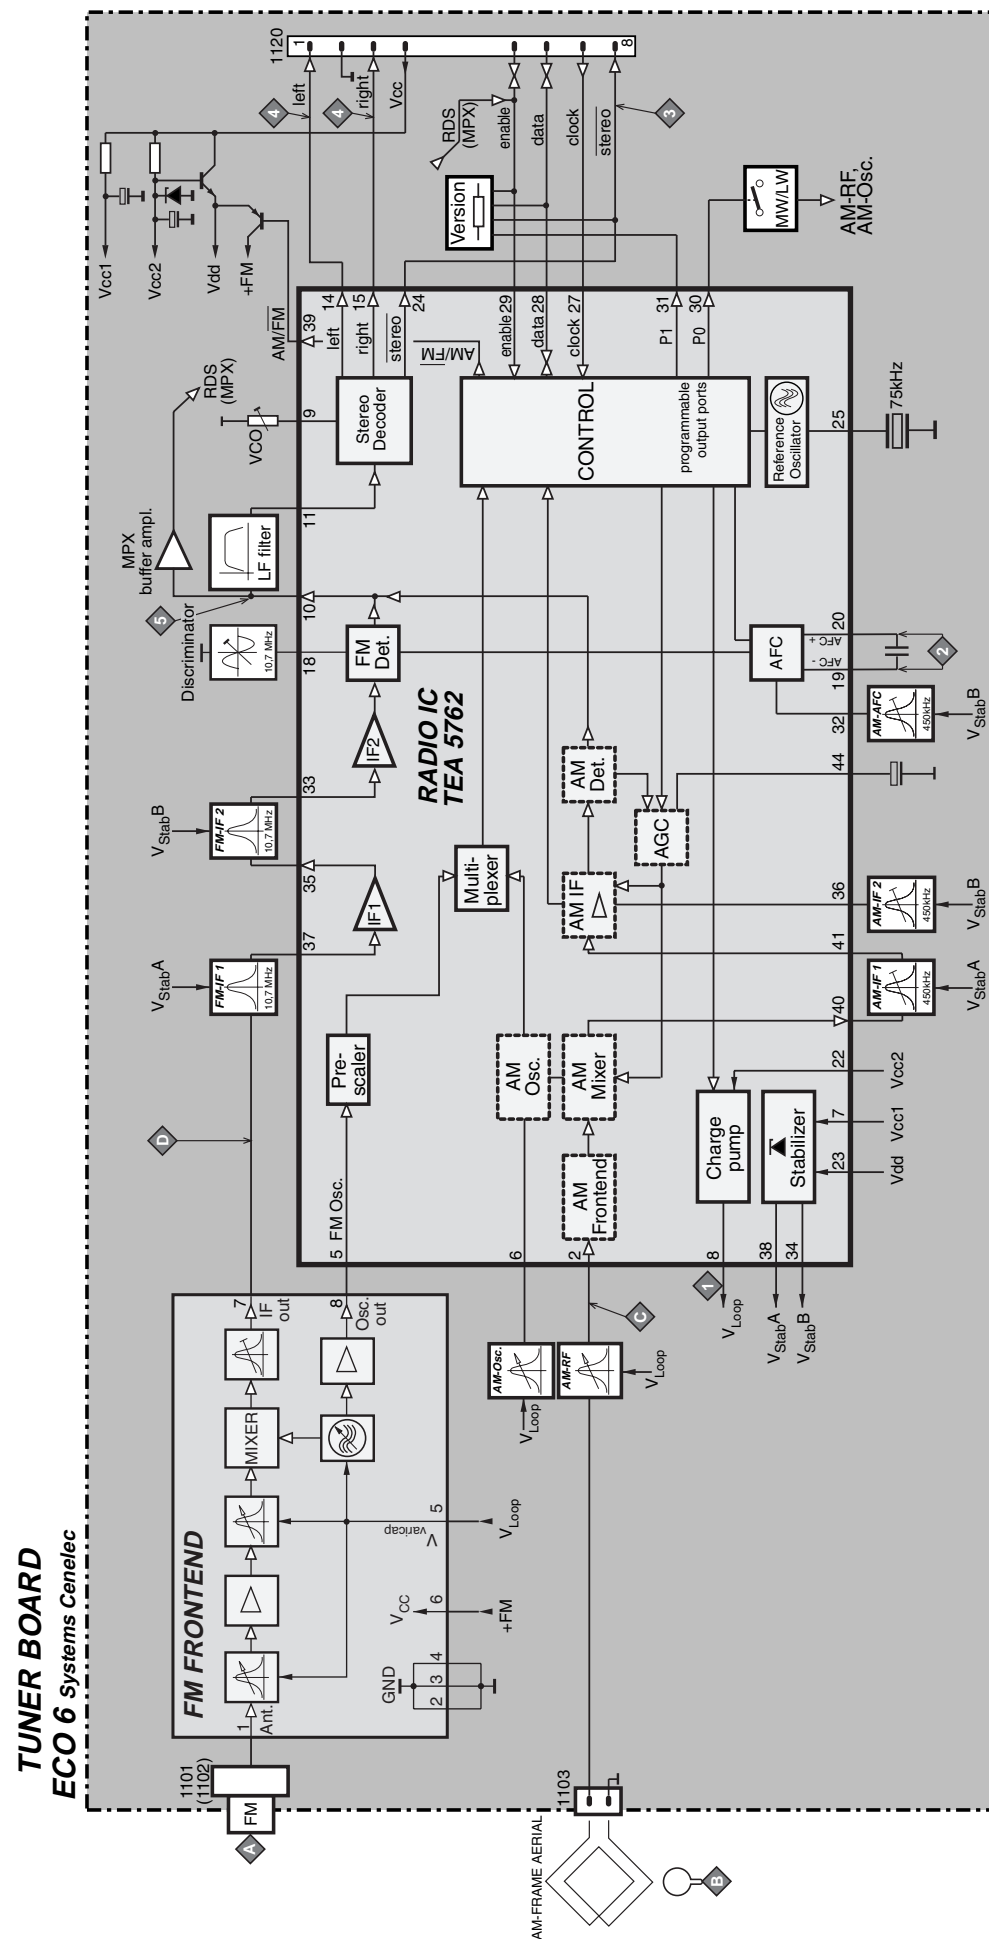 TUNER BOARD
ECO 6 Systems Cenelec
1120
1
left
right
Vcc
enable
data
clock
stereo
8
4
4
3
RDS
(MPX)
Version
MW/LW
AM-RF,
AM-Osc.
Vcc1
Vcc2
Vdd
+FM
AM/FM
39
14
left
15
right
24
stereo
AM/FM
enable 29
data 28
clock 27
31
P1
30
P0
RDS
(MPX)
VCO
9
Stereo
Decoder
CONTROL
programmable
output ports
Reference
Oscillator
25
75kHz
MPX
buffer ampl.
LF filter
11
5
10
Discriminator
10,7 MHz
18
FM
Det.
RADIO IC
TEA 5762
AFC
20
AFC +
19
AFC -
2
32
AM-AFC
450kHz
VStabB
44
IF2
33
VStabB
FM-IF 2
10,7 MHz
35
IF1
37
VStabA
FM-IF 1
10,7 MHz
AM
Det.
AGC
AM IF
Multi-
plexer
36
AM-IF 2
450kHz
VStabB
41
AM-IF 1
450kHz
VStabA
40
D
Pre-
scaler
AM
Osc.
AM
Mixer
AM
Frontend
Charge
pump
Stabilizer
22
Vcc2
7
Vcc1
23
Vdd
5 FM Osc.
6
2
8
1
VLoop
38
VStabA
34
VStabB
C
AM-Osc.
VLoop
AM-RF
VLoop
FM FRONTEND
7
IF
out
8
Osc.
out
MIXER
1
Ant.
Vvaricap
5
VLoop
VCC
6
+FM
GND
2
3
4
1101
(1102)
FM
A
1103
AM-FRAME AERIAL
B